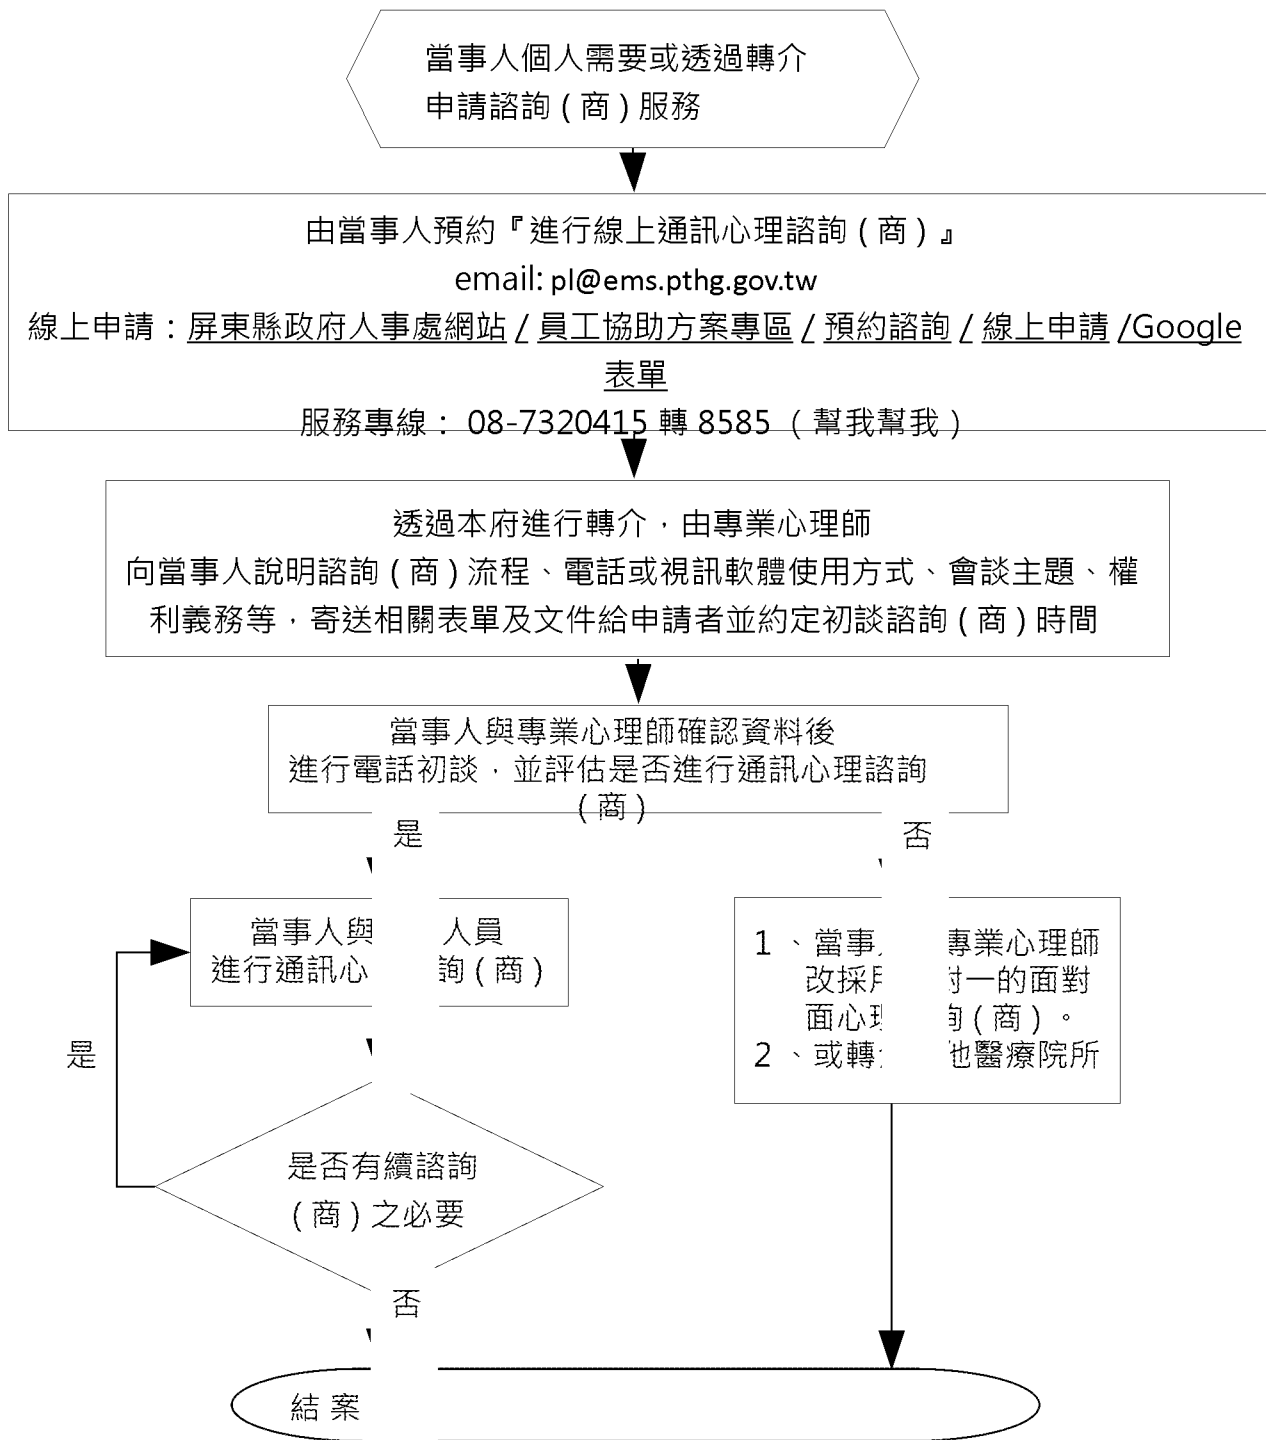 當事人個人需要或透過轉介
申請諮詢(商)服務
由當事人預約『進行線上通訊心理諮詢(商)』
email: pl@ems.pthg.gov.tw
線上申請：屏東縣政府人事處網站 / 員工協助方案專區 / 預約諮詢 / 線上申請 /Google
表單
服務專線： 08-7320415 轉 8585 （幫我幫我）
透過本府進行轉介，由專業心理師
向當事人說明諮詢(商)流程、電話或視訊軟體使用方式、會談主題、權
利義務等，寄送相關表單及文件給申請者並約定初談諮詢(商)時間
當事人與專業心理師確認資料後
進行電話初談，並評估是否進行通訊心理諮詢
(商)
是
否
當事人與 人員
進行通訊心 詢(商)
1 、當事 專業心理師
改採 一的面對
面心理 詢(商)。
2 、或轉 他醫療院所
是
是否有續諮詢
(商)之必要
否
結 案